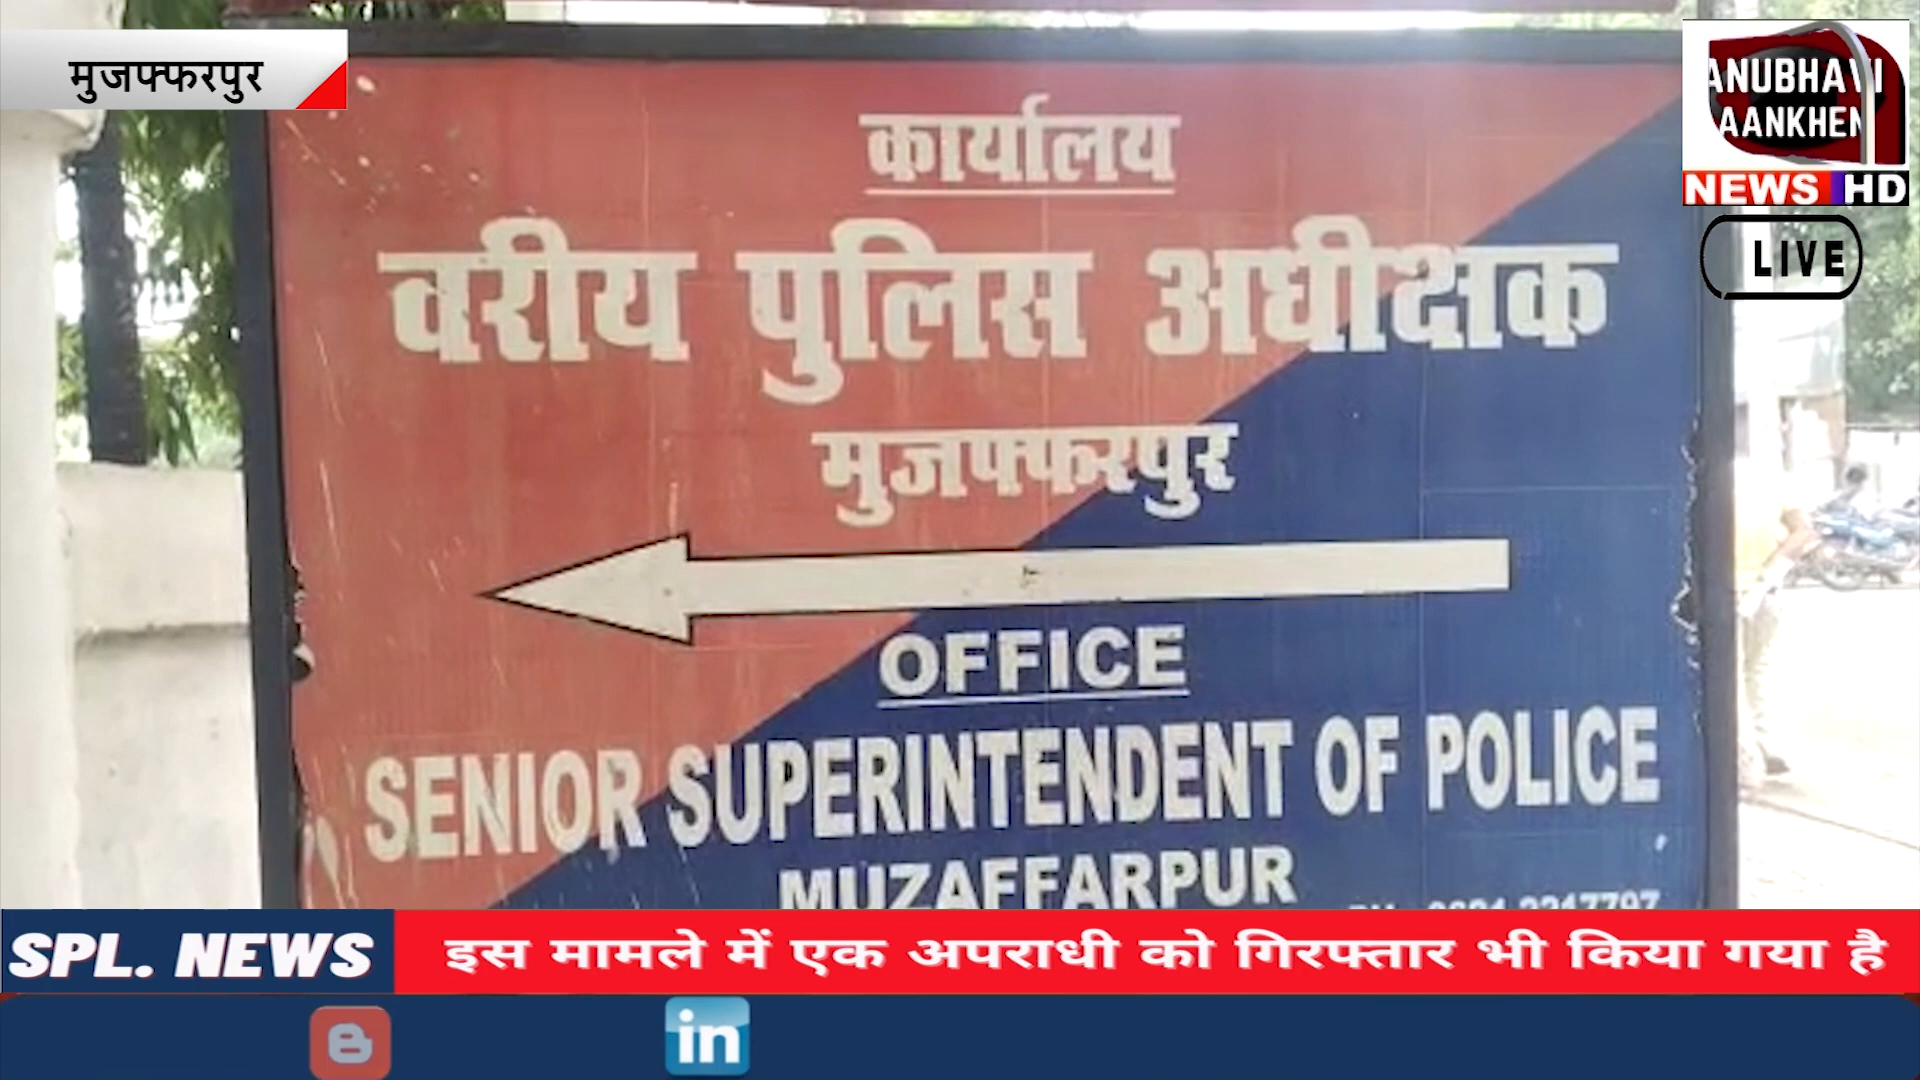 मुजफ्फरपुर
ANUBHAVI
AANKHEN
NEWS HD
LIVE
कार्यालय
वरीय पुलिस अधीक्षक
मुजफ्फरपुर
OFFICE
SENIOR SUPERINTENDENT OF POLICE
MUZAFFARPUR
SPL. NEWS
इस मामले में एक अपराधी को गिरफ्तार भी किया गया है
in